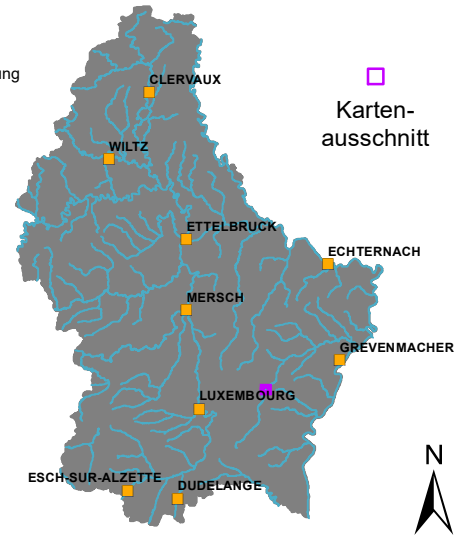 ung
CLERVAUX
Karten-
ausschnitt
WILTZ
ETTELBRUCK
ECHTERNACH
MERSCH
GREVENMACHER
LUXEMBOURG
ESCH-SUR-ALZETTE
DUDELANGE
N